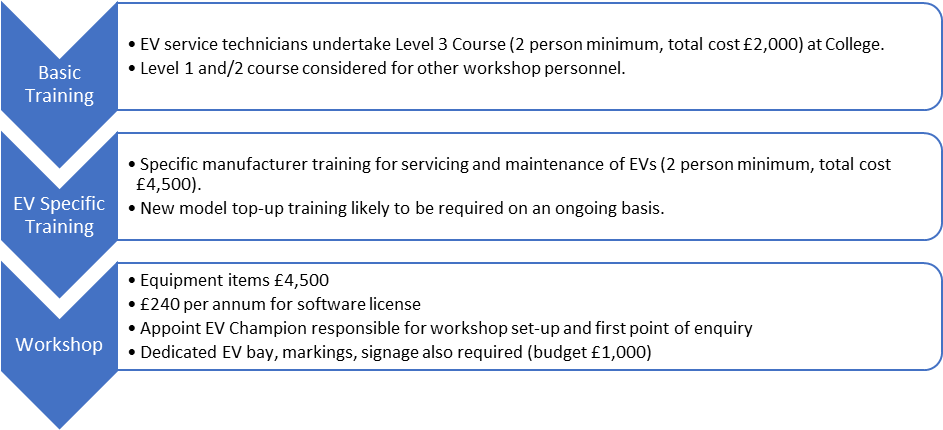 Basic
Training
• EV service technicians undertake Level 3 Course (2 person minimum, total cost £2,000) at College.
• Level 1 and/2 course considered for other workshop personnel.
EV Specific
Training
• Specific manufacturer training for servicing and maintenance of EVs (2 person minimum, total cost
£4,500).
• New model top-up training likely to be required on an ongoing basis.
Workshop
• Equipment items £4,500
• £240 per annum for software license
• Appoint EV Champion responsible for workshop set-up and first point of enquiry
• Dedicated EV bay, markings, signage also required (budget £1,000)